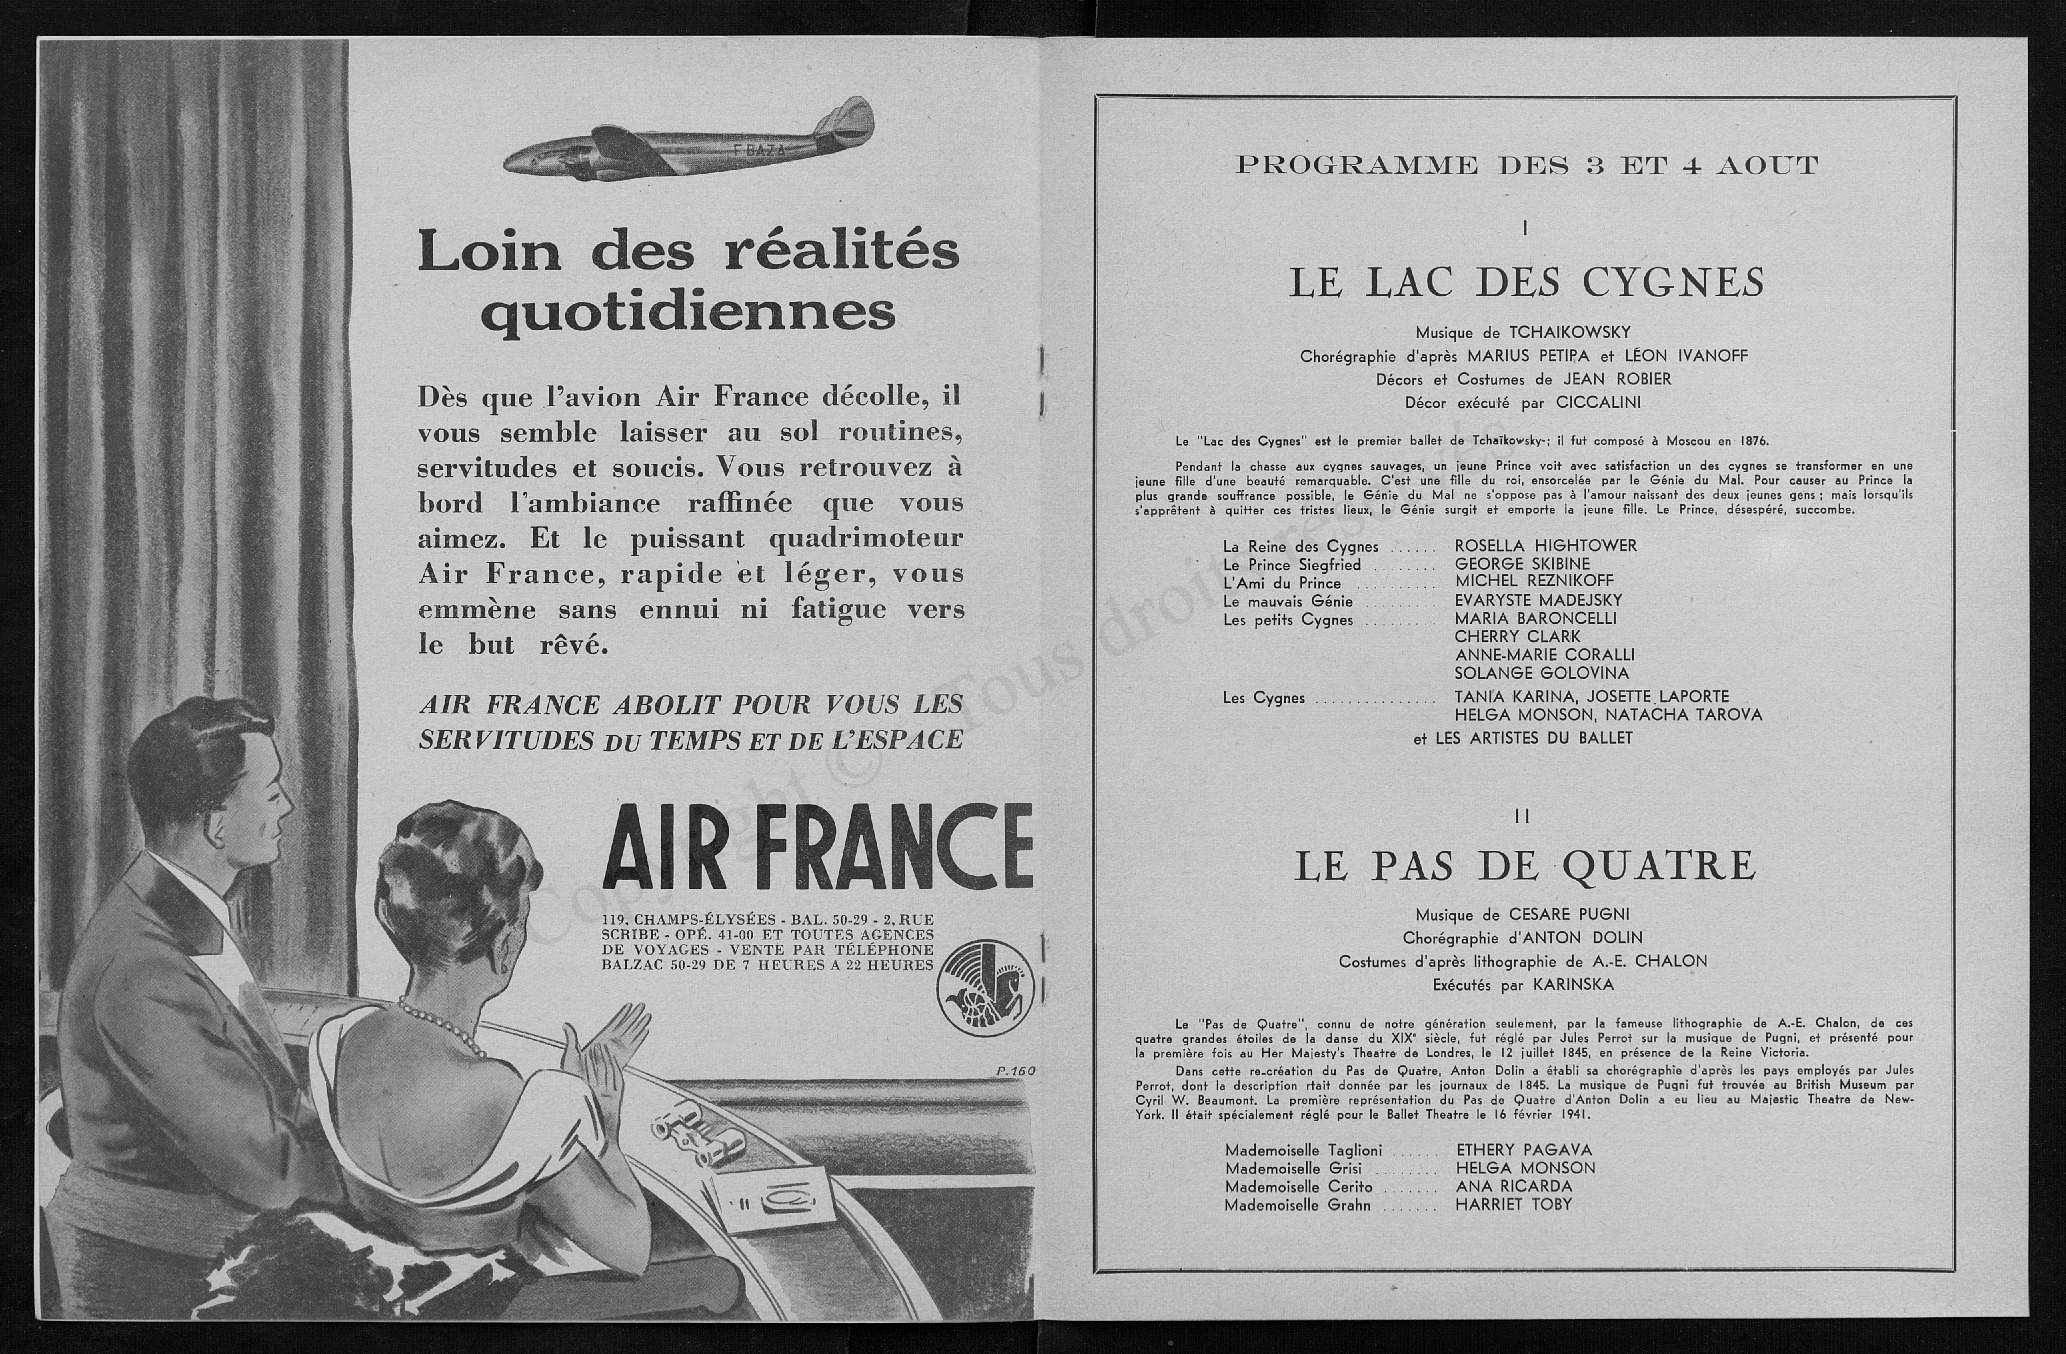 F-BAZA
Loin des réalités
quotidiennes
Dès que l'avion Air France décolle, il
vous semble laisser au sol routines,
servitudes et soucis. Vous retrouvez à
bord l'ambiance raffinée que vous
aimez. Et le puissant quadrimoteur
Air France, rapide et léger, vous
emmène sans ennui ni fatigue vers
le but rêvé.
AIR FRANCE ABOLIT POUR VOUS LES
SERVITUDES DU TEMPS ET DE L'ESPACE
AIR FRANCE
119, CHAMPS-ÉLYSÉES - BAL. 50-29 - 2, RUE
SCRIBE - OPÉ. 41-00 ET TOUTES AGENCES
DE VOYAGES - VENTE PAR TÉLÉPHONE
BALZAC 50-29 DE 7 HEURES A 22 HEURES
P.160
PROGRAMME DES 3 ET 4 AOUT
I
LE LAC DES CYGNES
Musique de TCHAIKOWSKY
Chorégraphie d'après MARIUS PETIPA et LÉON IVANOFF
Décors et Costumes de JEAN ROBIER
Décor exécuté par CICCALINI
Le "Lac des Cygnes" est le premier ballet de Tchaïkowsky ; il fut composé à Moscou en 1876.
Pendant la chasse aux cygnes sauvages, un jeune Prince voit avec satisfaction un des cygnes se transformer en une
jeune fille d'une beauté remarquable. C'est une fille du roi, ensorcelée par le Génie du Mal. Pour causer au Prince la
plus grande souffrance possible, le Génie du Mal ne s'oppose pas à l'amour naissant des deux jeunes gens ; mais lorsqu'ils
s'apprêtent à quitter ces tristes lieux, le Génie surgit et emporte la jeune fille. Le Prince, désespéré, succombe.
La Reine des Cygnes ...... ROSELLA HIGHTOWER
Le Prince Siegfried ........ GEORGE SKIBINE
L'Ami du Prince .......... MICHEL REZNIKOFF
Le mauvais Génie ......... EVARYSTE MADEJSKY
Les petits Cygnes ......... MARIA BARONCELLI
CHERRY CLARK
ANNE-MARIE CORALLI
SOLANGE GOLOVINA
Les Cygnes ................ TANIA KARINA, JOSETTE LAPORTE
HELGA MONSON, NATACHA TAROVA
et LES ARTISTES DU BALLET
II
LE PAS DE QUATRE
Musique de CESARE PUGNI
Chorégraphie d'ANTON DOLIN
Costumes d'après lithographie de A.-E. CHALON
Exécutés par KARINSKA
Le "Pas de Quatre", connu de notre génération seulement, par la fameuse lithographie de A.-E. Chalon, de ces
quatre grandes étoiles de la danse du XIXe siècle, fut réglé par Jules Perrot sur la musique de Pugni, et présenté pour
la première fois au Her Majesty's Theatre de Londres, le 12 juillet 1845, en présence de la Reine Victoria.
Dans cette re-création du Pas de Quatre, Anton Dolin a établi sa chorégraphie d'après les pays employés par Jules
Perrot, dont la description rtait donnée par les journaux de 1845. La musique de Pugni fut trouvée au British Museum par
Cyril W. Beaumont. La première représentation du Pas de Quatre d'Anton Dolin a eu lieu au Majestic Theatre de New-
York. Il était spécialement réglé pour le Ballet Theatre le 16 février 1941.
Mademoiselle Taglioni ...... ETHERY PAGAVA
Mademoiselle Grisi ........ HELGA MONSON
Mademoiselle Cerito ....... ANA RICARDA
Mademoiselle Grahn ....... HARRIET TOBY
Copyright © Tous droits réservés